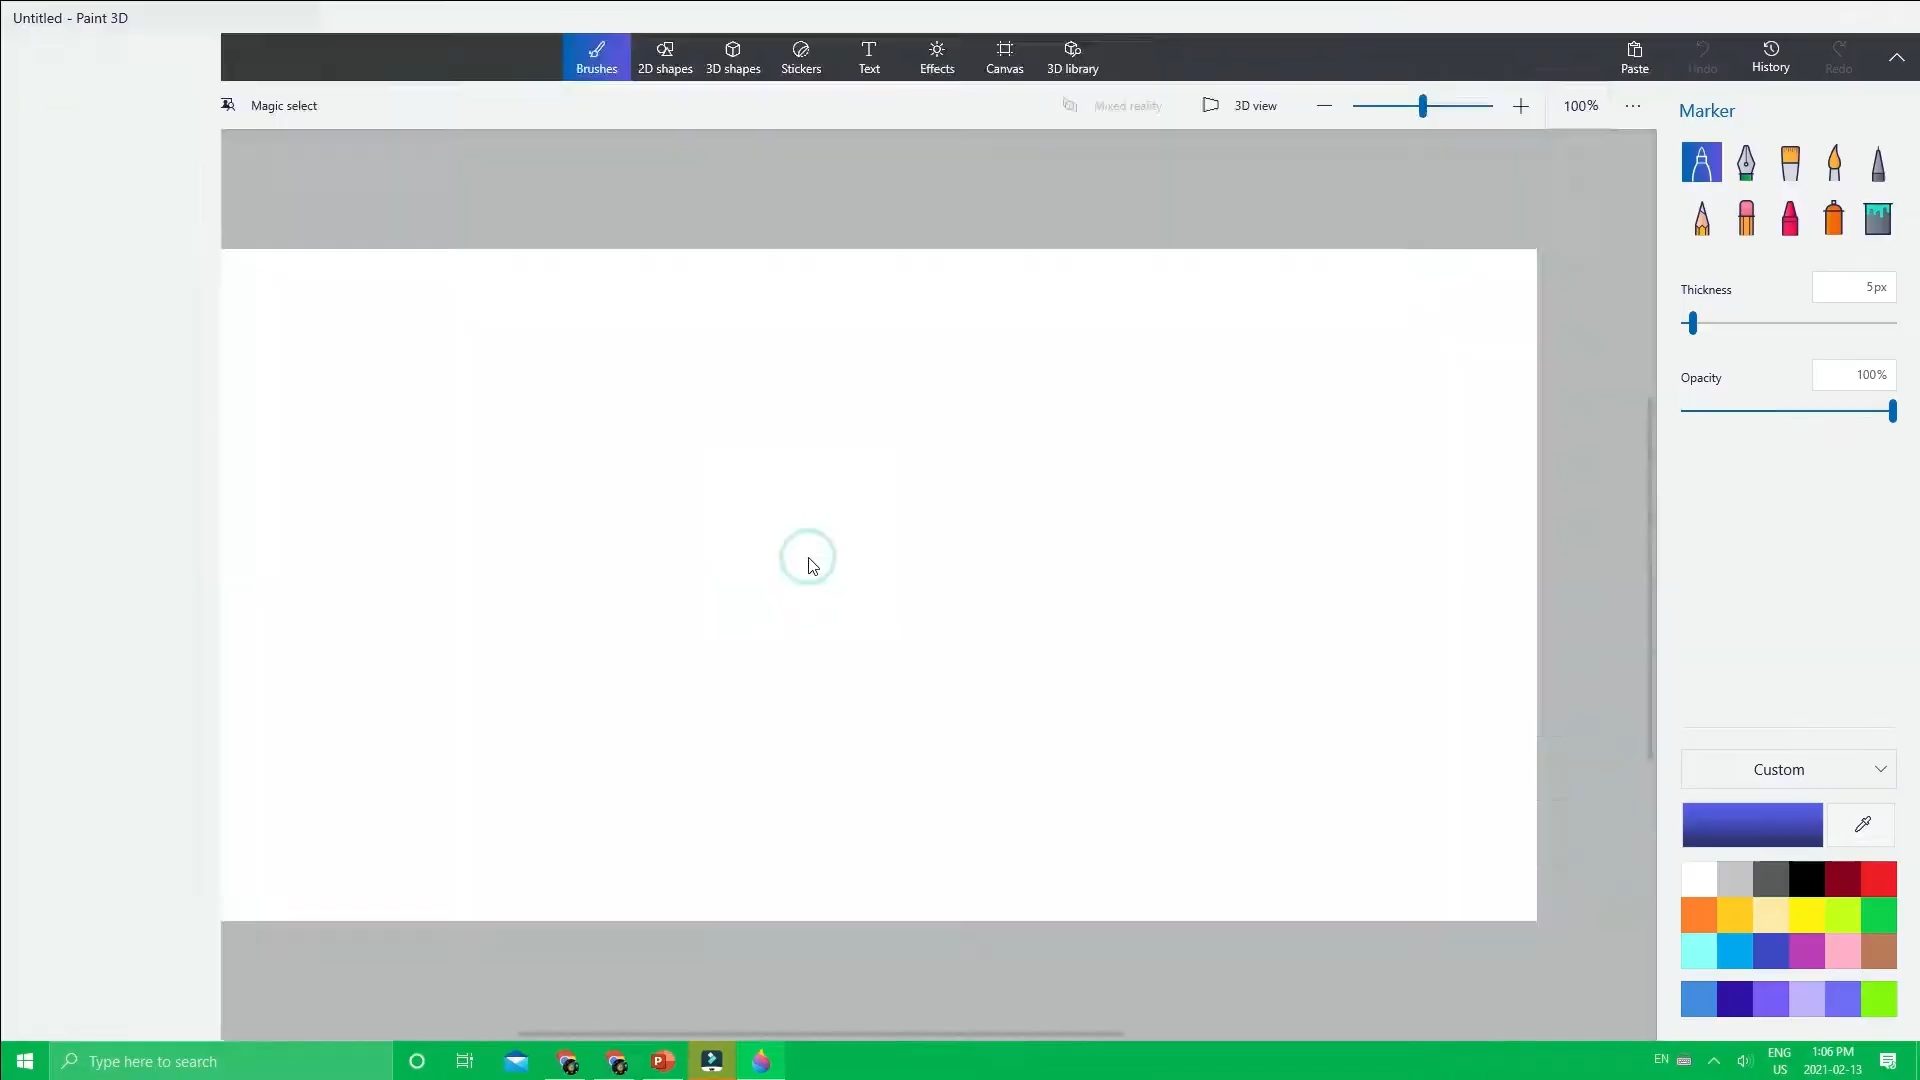 Untitled - Paint 3D
Brushes 2D shapes 3D shapes Stickers Text Effects Canvas 3D library Paste Undo History Redo
Magic select Mixed reality 3D view 100%
Marker
Thickness 5px
Opacity 100%
Custom
Type here to search
P
EN ENG US 1:06 PM 2021-02-13